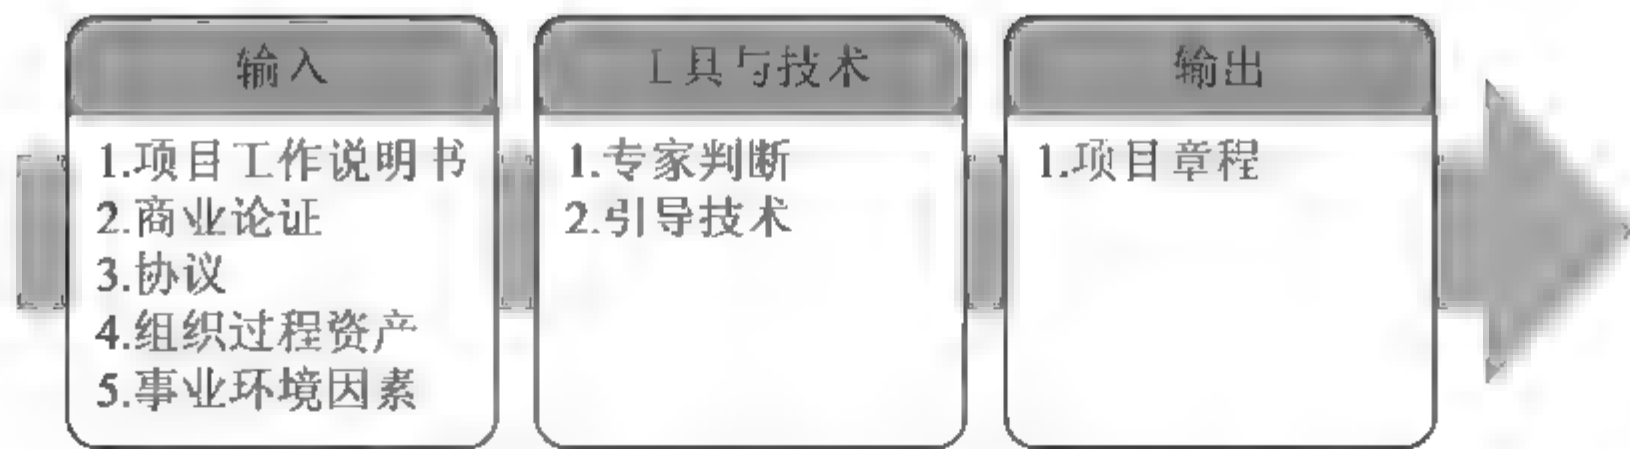 输入
1.项目工作说明书
2.商业论证
3.协议
4.组织过程资产
5.事业环境因素
工具与技术
1.专家判断
2.引导技术
输出
1.项目章程